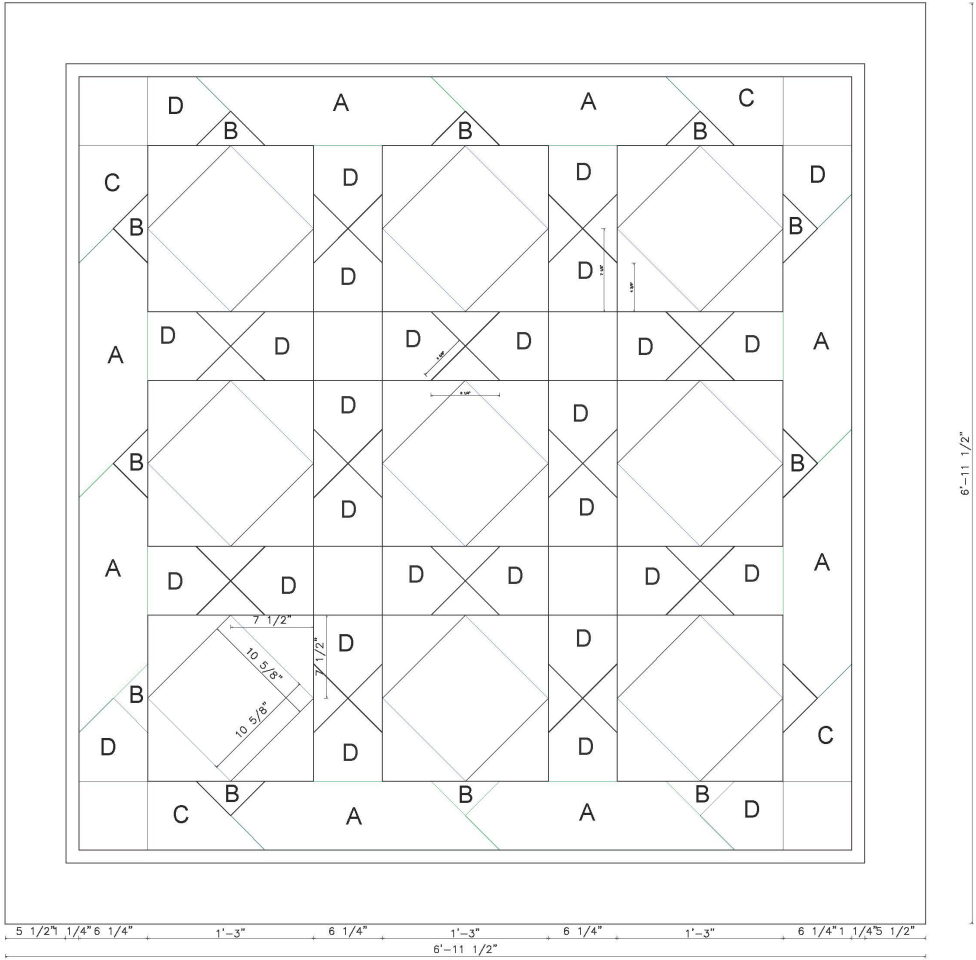 D A A C
B B B
C D D D
B B
D D D
D D D D D D
A A
D D
B B
D D
A A
D D D D D D
7 1/2"
D D
7 1/2"
10 5/8"
B
10 5/8"
D D D C
B B B
C A A D
6'-11 1/2"
5 1/2" 1 1/4" 6 1/4" 1'-3" 6 1/4" 1'-3" 6 1/4" 1'-3" 6 1/4" 1 1/4" 5 1/2"
6'-11 1/2"